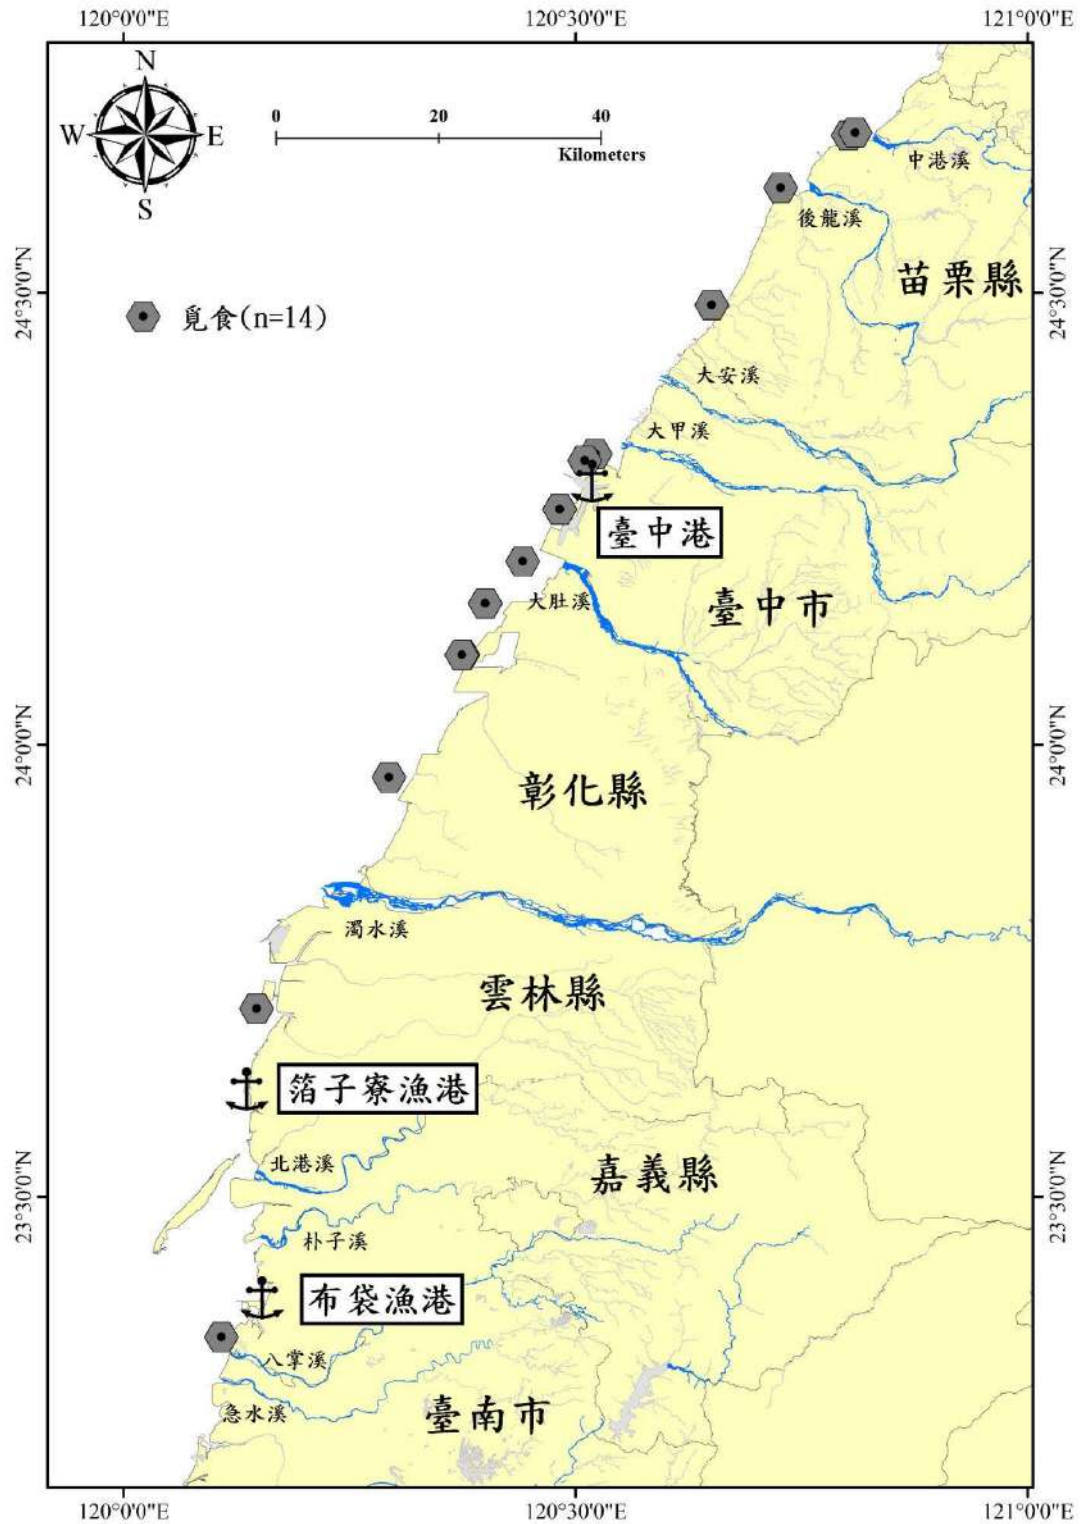 120°0'0"E 120°30'0"E 121°0'0"E
N
W E
S
0 20 40
Kilometers
中港溪
後龍溪
苗栗縣
24°30'0"N 24°30'0"N
覓食(n=14)
大安溪
大甲溪
臺中港
大肚溪
臺中市
24°0'0"N 24°0'0"N
彰化縣
濁水溪
雲林縣
箔子寮漁港
北港溪
嘉義縣
23°30'0"N 23°30'0"N
朴子溪
布袋漁港
八掌溪
急水溪
臺南市
120°0'0"E 120°30'0"E 121°0'0"E